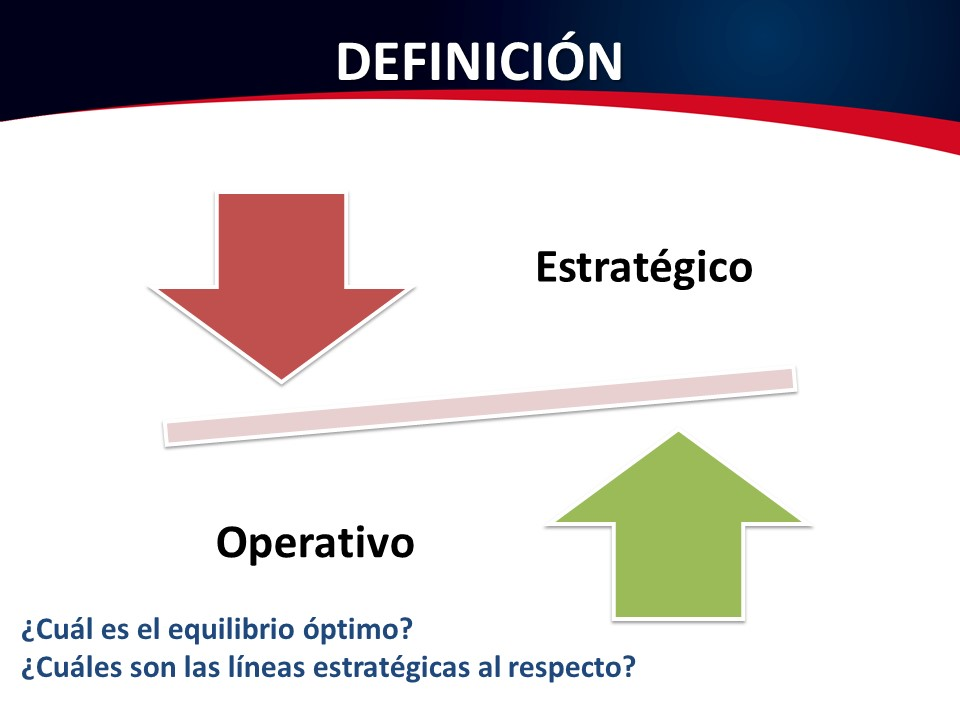 DEFINICIÓN
Estratégico
Operativo
¿Cuál es el equilibrio óptimo?
¿Cuáles son las líneas estratégicas al respecto?